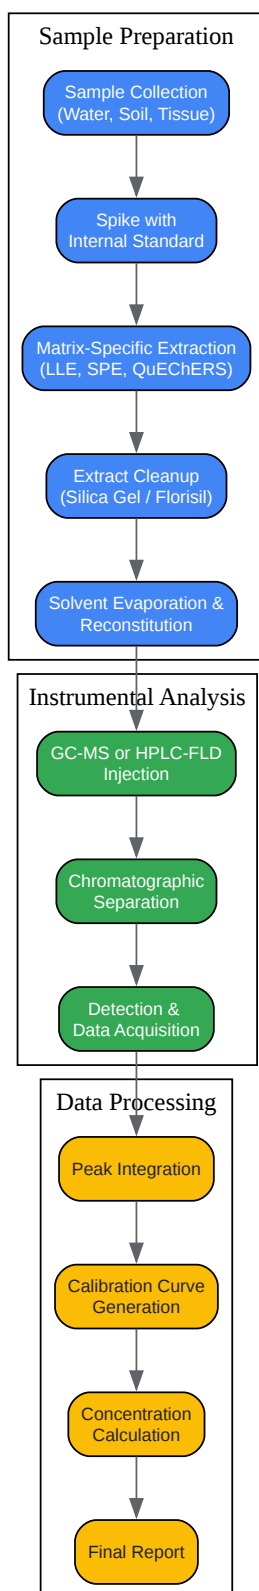 Sample Preparation
Sample Collection
(Water, Soil, Tissue)
Spike with
Internal Standard
Matrix-Specific Extraction
(LLE, SPE, QuEChERS)
Extract Cleanup
(Silica Gel / Florisil)
Solvent Evaporation &
Reconstitution
Instrumental Analysis
GC-MS or HPLC-FLD
Injection
Chromatographic
Separation
Detection &
Data Acquisition
Data Processing
Peak Integration
Calibration Curve
Generation
Concentration
Calculation
Final Report